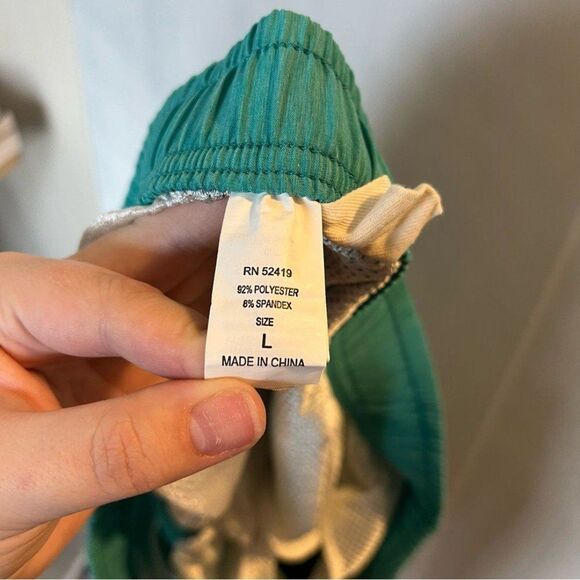 RN 52419
92% POLYESTER
8% SPANDEX
SIZE
L
MADE IN CHINA